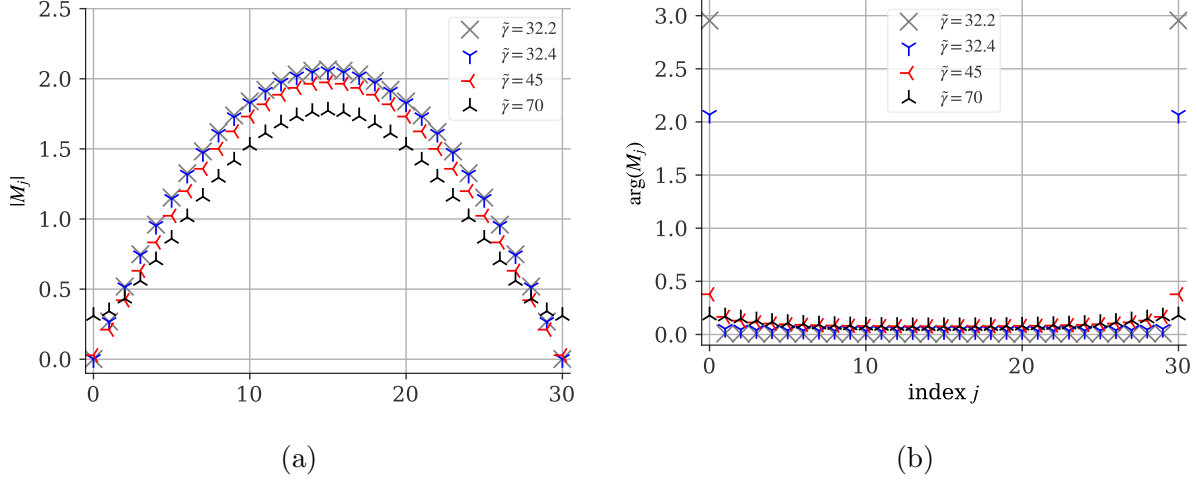 2.5
2.0
1.5
1.0
0.5
0.0
|M_j|
γ̃ = 32.2
γ̃ = 32.4
γ̃ = 45
γ̃ = 70
0 10 20 30
(a)
3.0
2.5
2.0
1.5
1.0
0.5
0.0
arg(M_j)
γ̃ = 32.2
γ̃ = 32.4
γ̃ = 45
γ̃ = 70
0 10 20 30
index j
(b)